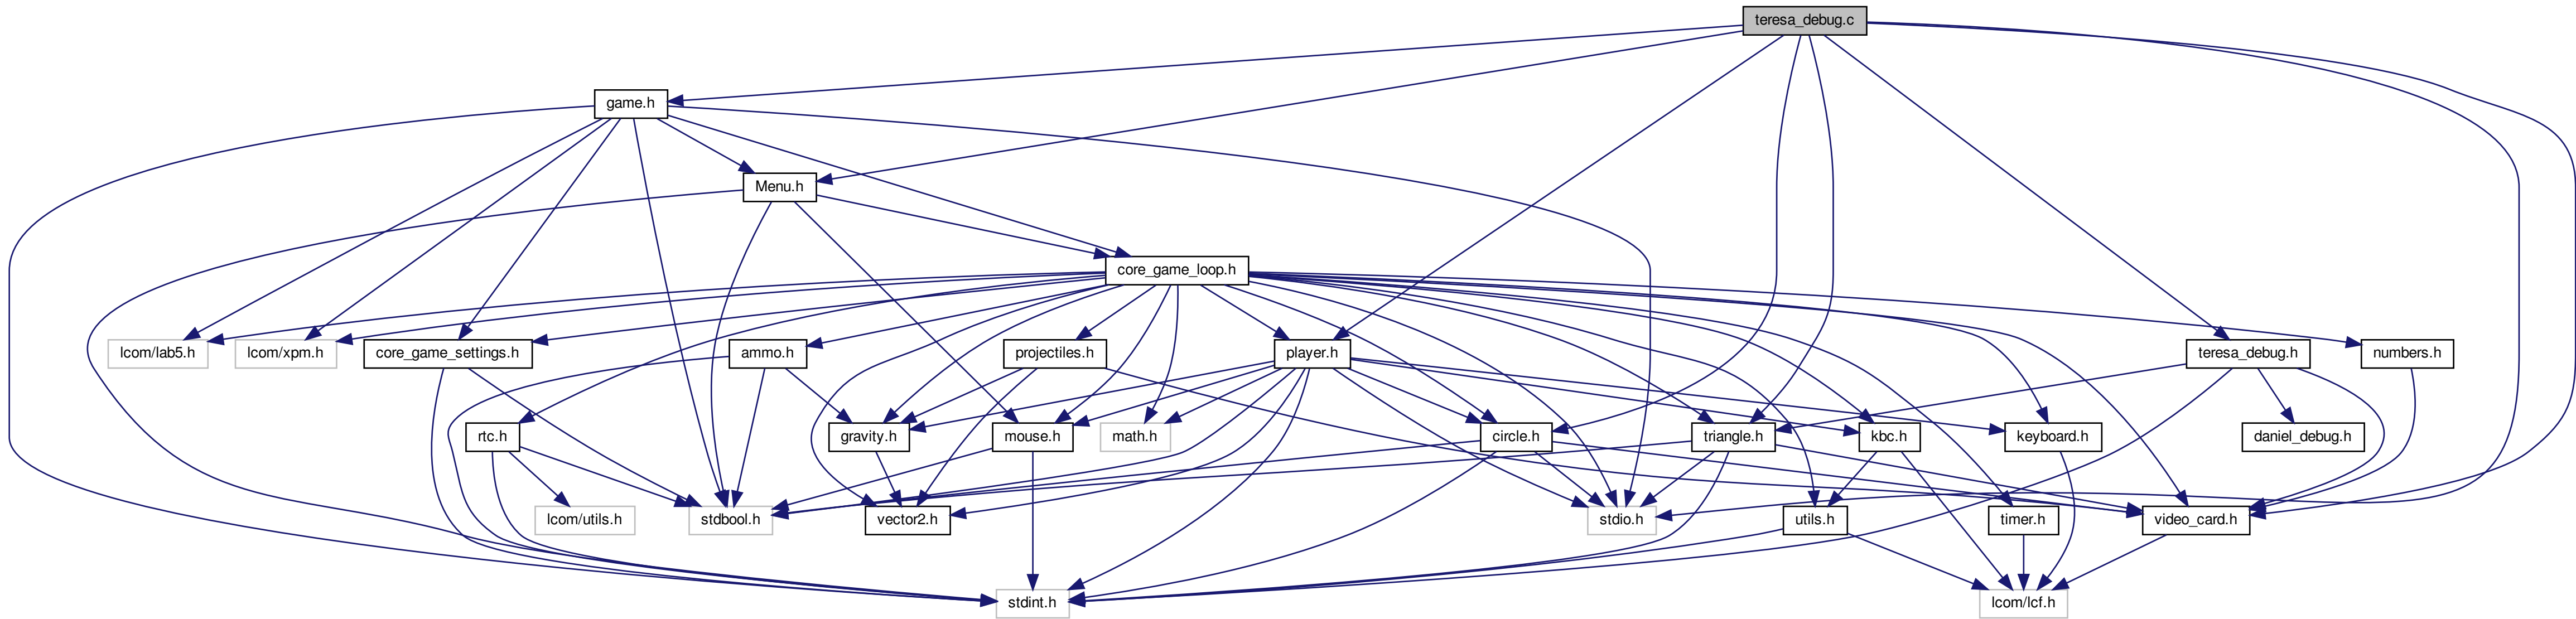 teresa_debug.c
game.h
Menu.h
core_game_loop.h
lcom/lab5.h
lcom/xpm.h
core_game_settings.h
ammo.h
projectiles.h
player.h
teresa_debug.h
numbers.h
rtc.h
gravity.h
mouse.h
math.h
circle.h
triangle.h
kbc.h
keyboard.h
daniel_debug.h
lcom/utils.h
stdbool.h
vector2.h
stdio.h
utils.h
timer.h
video_card.h
stdint.h
lcom/lcf.h